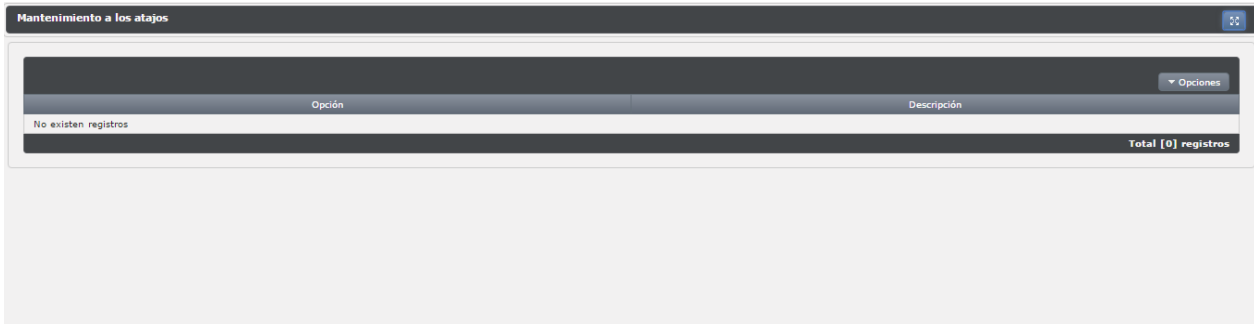 Mantenimiento a los atajos
Opciones
Opción Descripción
No existen registros
Total [0] registros